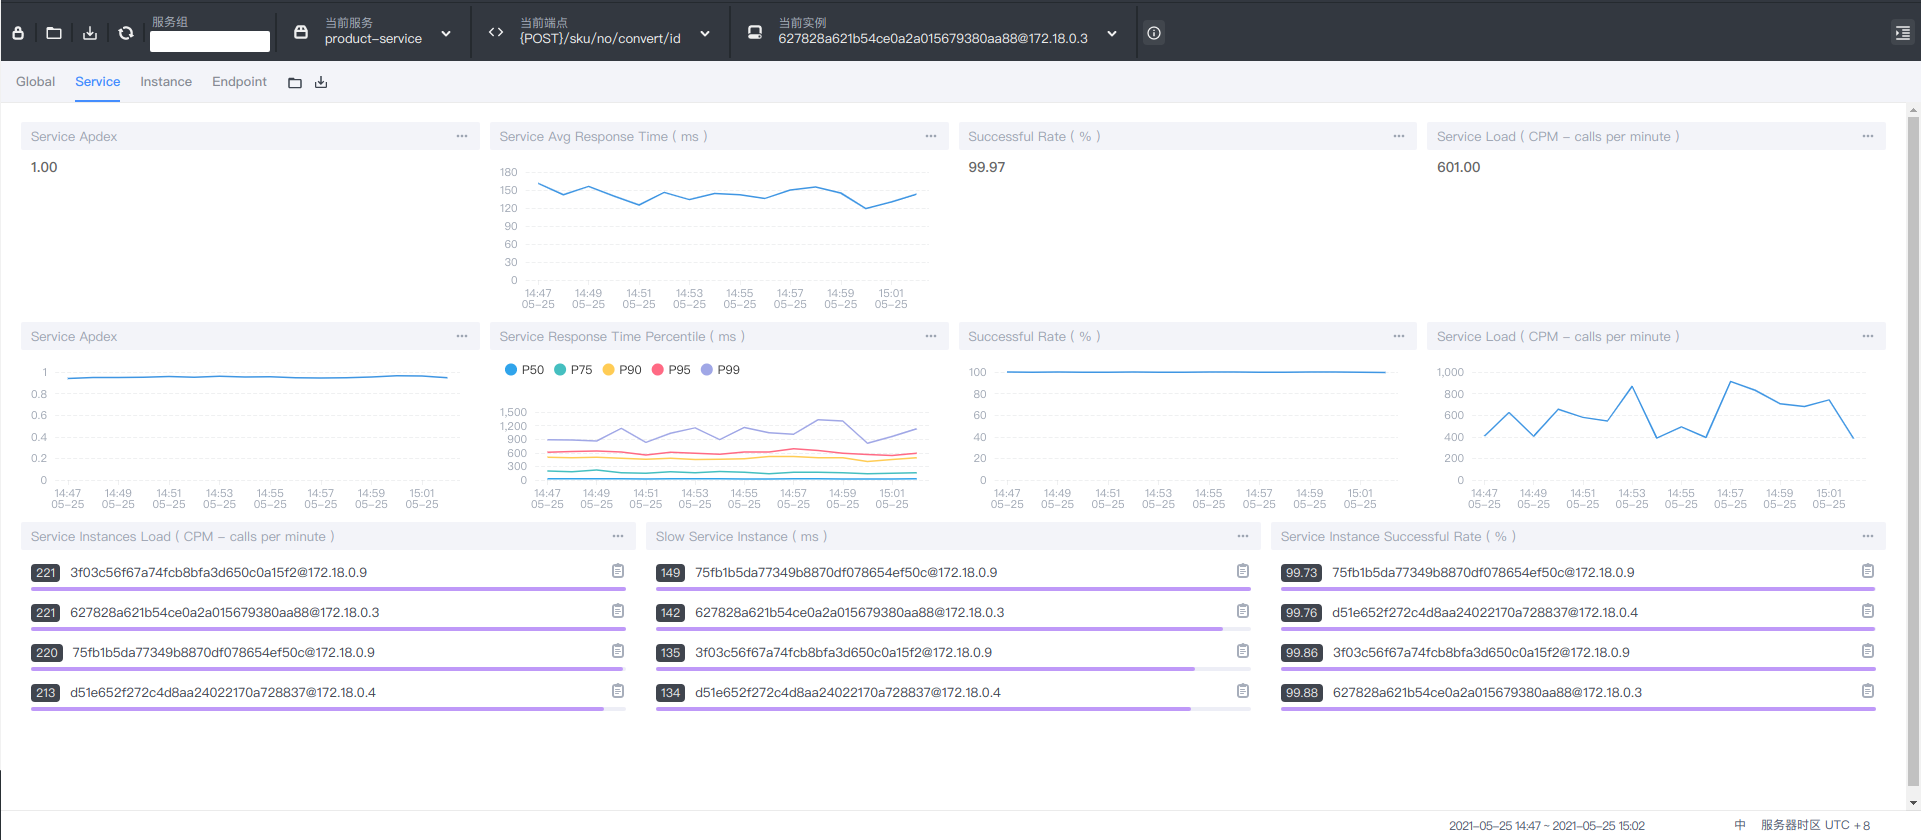 服务组
当前服务
product-service
当前端点
{POST}/sku/no/convert/id
当前实例
627828a621b54ce0a2a015679380aa88@172.18.0.3
Global Service Instance Endpoint
Service Apdex
1.00
Service Avg Response Time ( ms )
180
150
120
90
60
30
0
14:47 14:49 14:51 14:53 14:55 14:57 14:59 15:01
05-25 05-25 05-25 05-25 05-25 05-25 05-25 05-25
Successful Rate ( % )
99.97
Service Load ( CPM - calls per minute )
601.00
Service Apdex
1
0.8
0.6
0.4
0.2
0
14:47 14:49 14:51 14:53 14:55 14:57 14:59 15:01
05-25 05-25 05-25 05-25 05-25 05-25 05-25 05-25
Service Response Time Percentile ( ms )
P50 P75 P90 P95 P99
1,500
1,200
900
600
300
0
14:47 14:49 14:51 14:53 14:55 14:57 14:59 15:01
05-25 05-25 05-25 05-25 05-25 05-25 05-25 05-25
Successful Rate ( % )
100
80
60
40
20
0
14:47 14:49 14:51 14:53 14:55 14:57 14:59 15:01
05-25 05-25 05-25 05-25 05-25 05-25 05-25 05-25
Service Load ( CPM - calls per minute )
1,000
800
600
400
200
0
14:47 14:49 14:51 14:53 14:55 14:57 14:59 15:01
05-25 05-25 05-25 05-25 05-25 05-25 05-25 05-25
Service Instances Load ( CPM - calls per minute )
221 3f03c56f67a74fcb8bfa3d650c0a15f2@172.18.0.9
221 627828a621b54ce0a2a015679380aa88@172.18.0.3
220 75fb1b5da77349b8870df078654ef50c@172.18.0.9
213 d51e652f272c4d8aa24022170a728837@172.18.0.4
Slow Service Instance ( ms )
149 75fb1b5da77349b8870df078654ef50c@172.18.0.9
142 627828a621b54ce0a2a015679380aa88@172.18.0.3
135 3f03c56f67a74fcb8bfa3d650c0a15f2@172.18.0.9
134 d51e652f272c4d8aa24022170a728837@172.18.0.4
Service Instance Successful Rate ( % )
99.73 75fb1b5da77349b8870df078654ef50c@172.18.0.9
99.76 d51e652f272c4d8aa24022170a728837@172.18.0.4
99.86 3f03c56f67a74fcb8bfa3d650c0a15f2@172.18.0.9
99.88 627828a621b54ce0a2a015679380aa88@172.18.0.3
2021-05-25 14:47 ~ 2021-05-25 15:02 中 服务器时区 UTC + 8